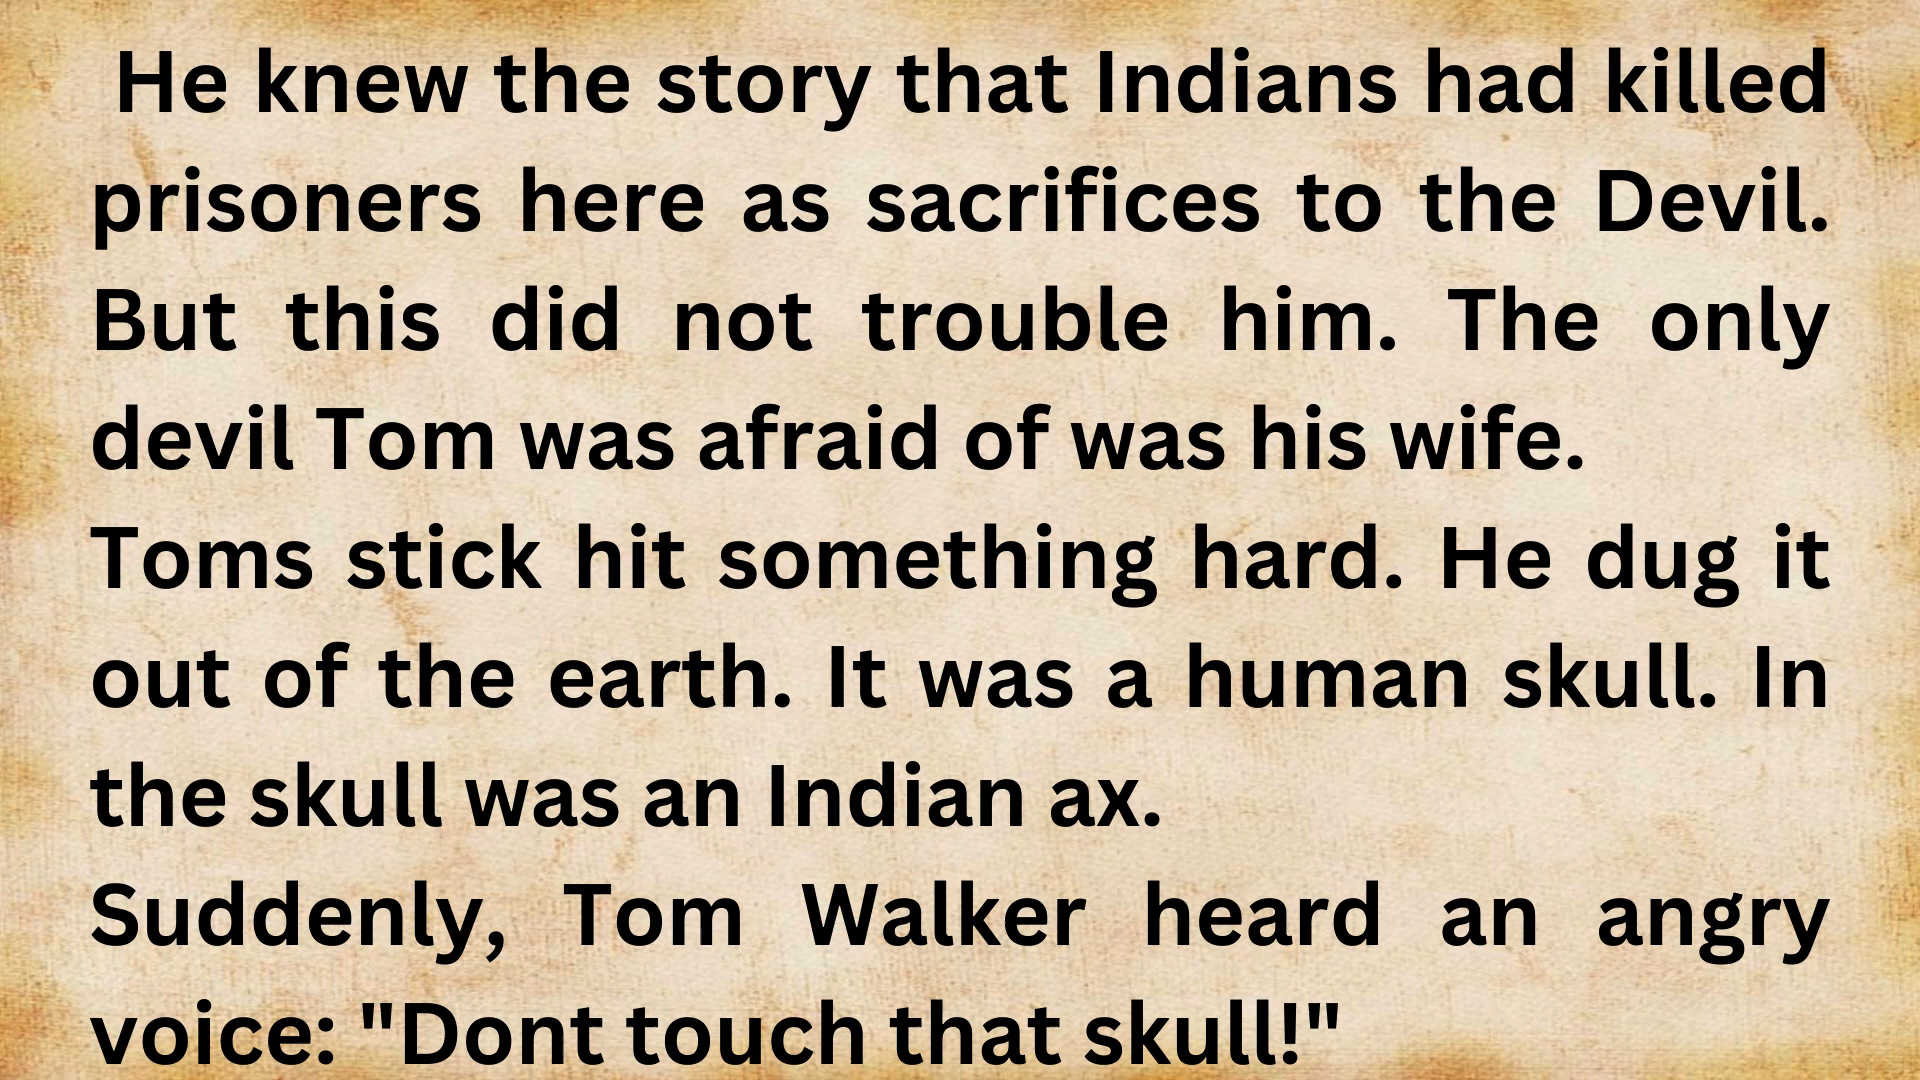 He knew the story that Indians had killed
prisoners here as sacrifices to the Devil.
But this did not trouble him. The only
devil Tom was afraid of was his wife.
Toms stick hit something hard. He dug it
out of the earth. It was a human skull. In
the skull was an Indian ax.
Suddenly, Tom Walker heard an angry
voice: "Dont touch that skull!"